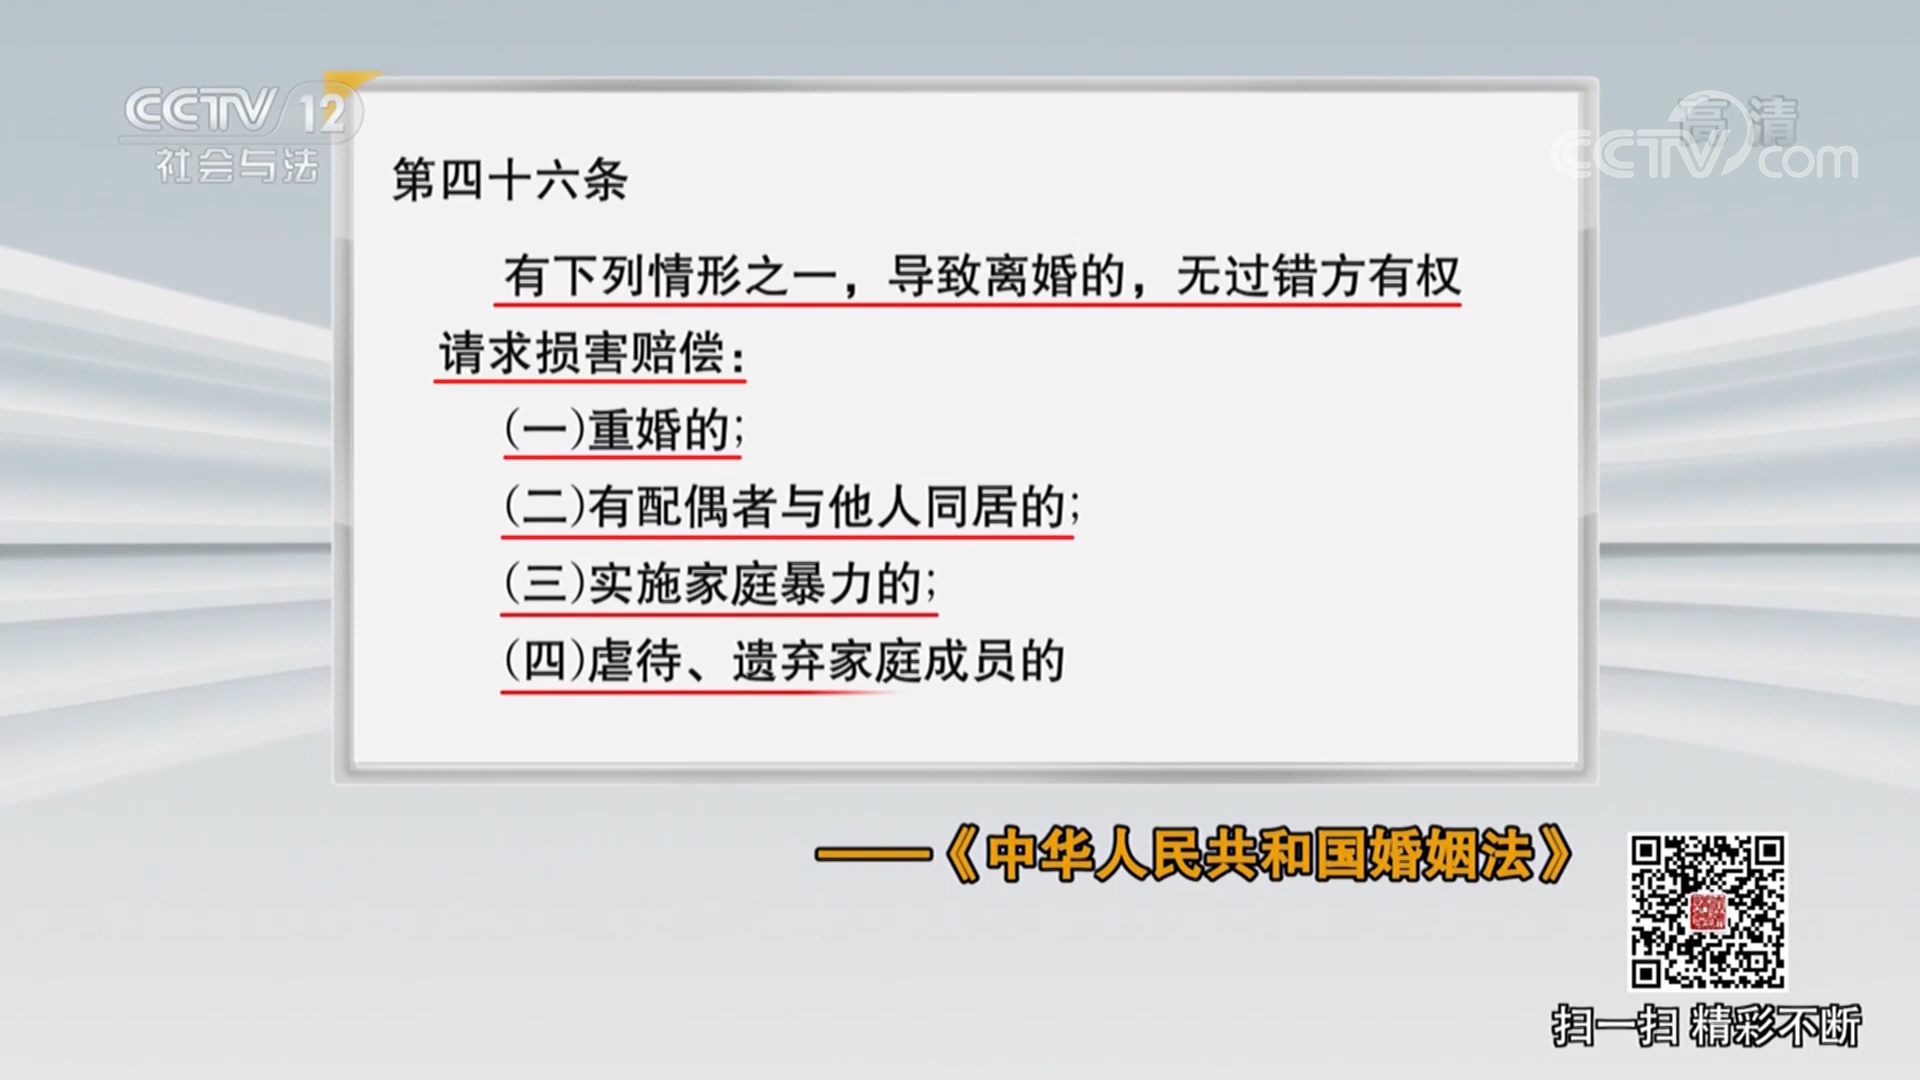 CCTV 12
社会与法
高清
CCTV.com
第四十六条
有下列情形之一，导致离婚的，无过错方有权
请求损害赔偿：
(一)重婚的;
(二)有配偶者与他人同居的;
(三)实施家庭暴力的;
(四)虐待、遗弃家庭成员的
——《中华人民共和国婚姻法》
扫一扫 精彩不断